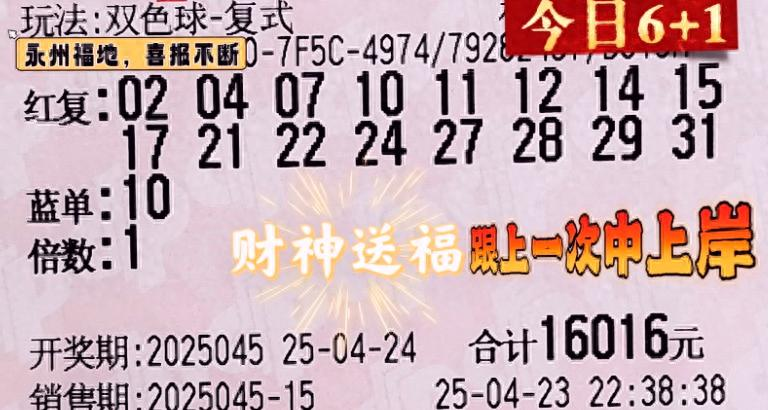 玩法:双色球-复式
今日6+1
永州福地，喜报不断
-7F5C-4974/
红复:02 04 07 10 11 12 14 15
17 21 22 24 27 28 29 31
蓝单:10
倍数:1
财神送福
跟上一次中上岸
开奖期:2025045 25-04-24 合计16016元
销售期:2025045-15 25-04-23 22:38:38